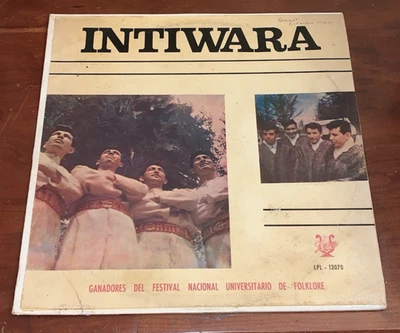 INTIWARA
LPL - 13070
GANADORES DEL FESTIVAL NACIONAL UNIVERSITARIO DE FOLKLORE